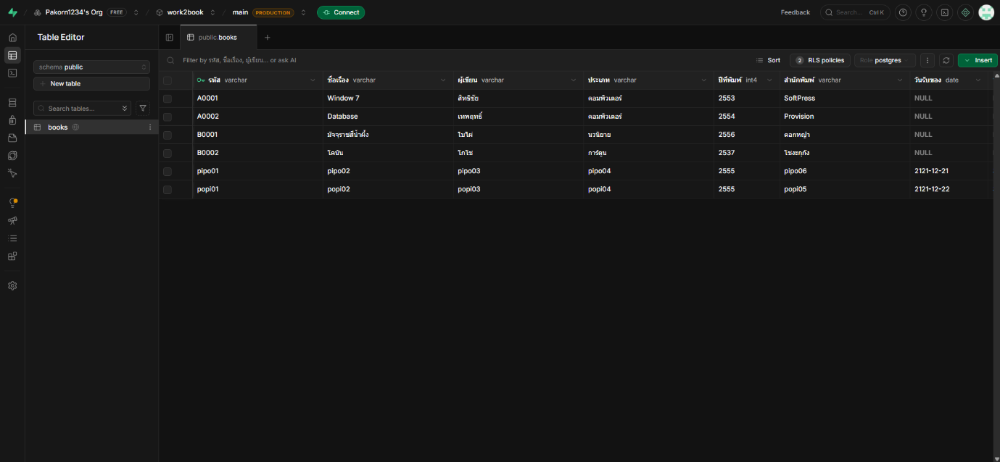 Pakorn1234's Org FREE / work2book / main PRODUCTION Connect Feedback Search... Ctrl K
Table Editor
public.books
schema public
New table
Search tables...
books
Filter by รหัส, ชื่อเรื่อง, ผู้เขียน... or ask AI Sort 2 RLS policies Role postgres Insert
รหัส varchar ชื่อเรื่อง varchar ผู้เขียน varchar ประเภท varchar ปีที่พิมพ์ int4 สำนักพิมพ์ varchar วันรับของ date
A0001 Window 7 สิทธิชัย คอมพิวเตอร์ 2553 SoftPress NULL
A0002 Database เทพฤทธิ์ คอมพิวเตอร์ 2554 Provision NULL
B0001 มัจจุราชสีน้ำผึ้ง ใบไผ่ นวนิยาย 2556 ดอกหญ้า NULL
B0002 โคนัน โกโช การ์ตูน 2537 โชงะกุกัง NULL
pipo01 pipo02 pipo03 pipo04 2555 pipo06 2121-12-21
popi01 popi02 popi03 popi04 2555 popi05 2121-12-22